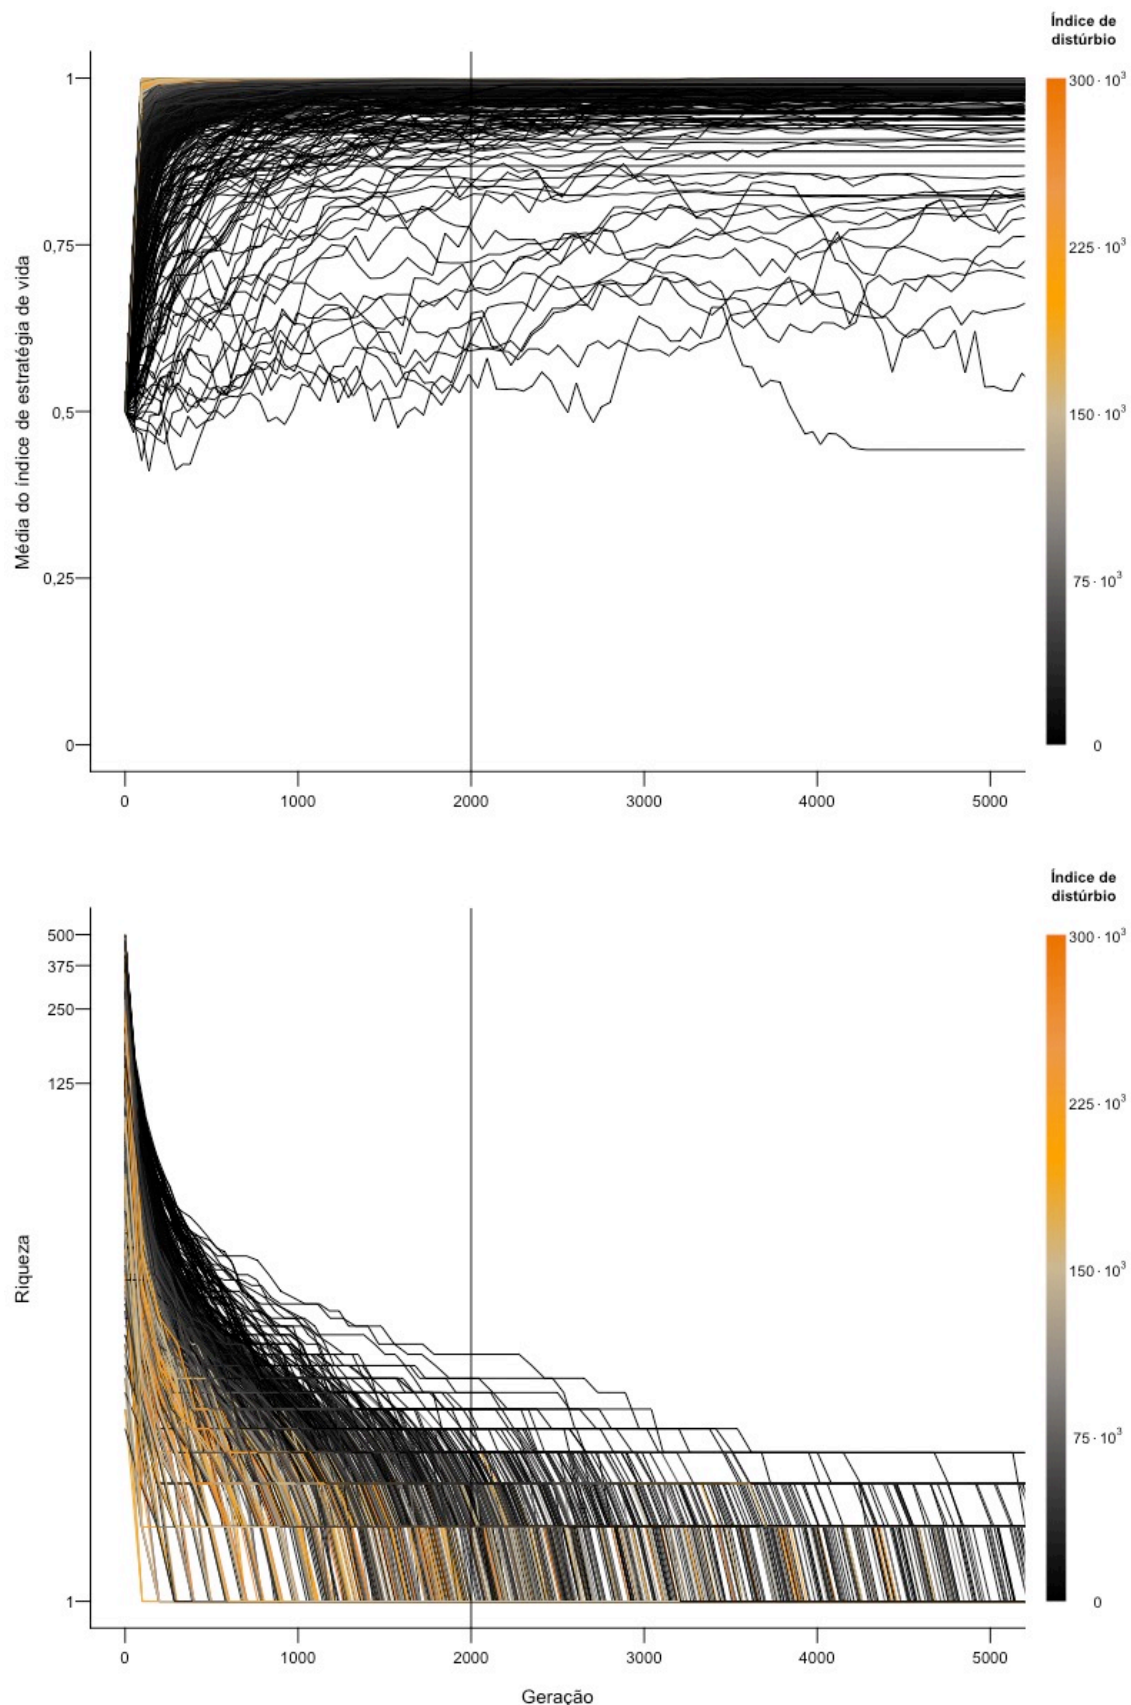 Índice de
distúrbio
300 · 10³
225 · 10³
150 · 10³
75 · 10³
0
Média do índice de estratégia de vida
1
0,75
0,5
0,25
0
0 1000 2000 3000 4000 5000
Índice de
distúrbio
300 · 10³
225 · 10³
150 · 10³
75 · 10³
0
Riqueza
500
375
250
125
1
0 1000 2000 3000 4000 5000
Geração